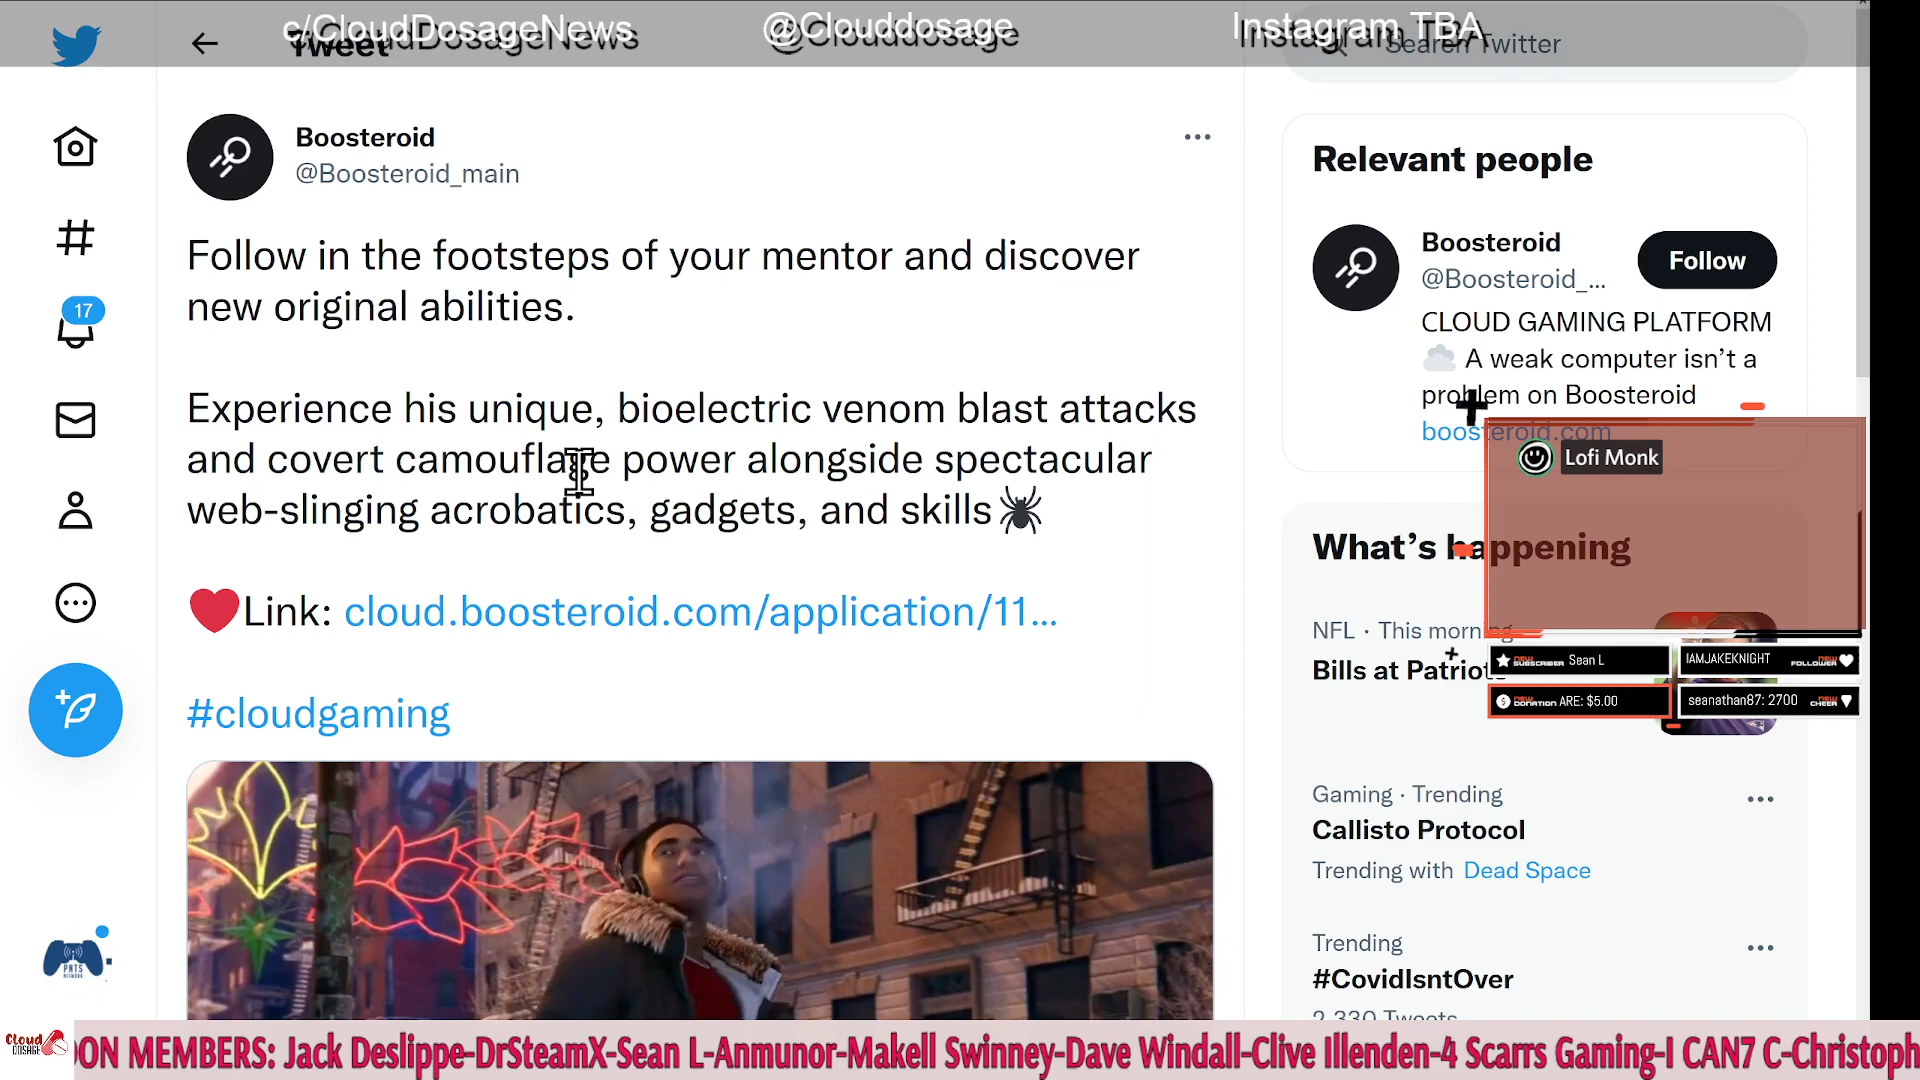 c/CloudDosageNews
@Clouddosage
Instagram TBA
Tweet
Search Twitter
Boosteroid
@Boosteroid_main
Follow in the footsteps of your mentor and discover
new original abilities.
Experience his unique, bioelectric venom blast attacks
and covert camouflage power alongside spectacular
web-slinging acrobatics, gadgets, and skills
Link: cloud.boosteroid.com/application/11...
#cloudgaming
17
Relevant people
Boosteroid
@Boosteroid_...
Follow
CLOUD GAMING PLATFORM
A weak computer isn't a
problem on Boosteroid
boosteroid.com
Lofi Monk
What's happening
NFL · This morning
Bills at Patriots
NEW SUBSCRIBER Sean L
IAMJAKEKNIGHT NEW FOLLOWER
NEW DONATION ARE: $5.00
seanathan87: 2700 NEW CHEER
Gaming · Trending
Callisto Protocol
Trending with Dead Space
Trending
#CovidIsntOver
2,330 Tweets
PNTS
NETWORK
Cloud
DOSAGE
ON MEMBERS: Jack Deslippe-DrSteamX-Sean L-Anmunor-Makell Swinney-Dave Windall-Clive Illenden-4 Scarrs Gaming-I CAN7 C-Christoph